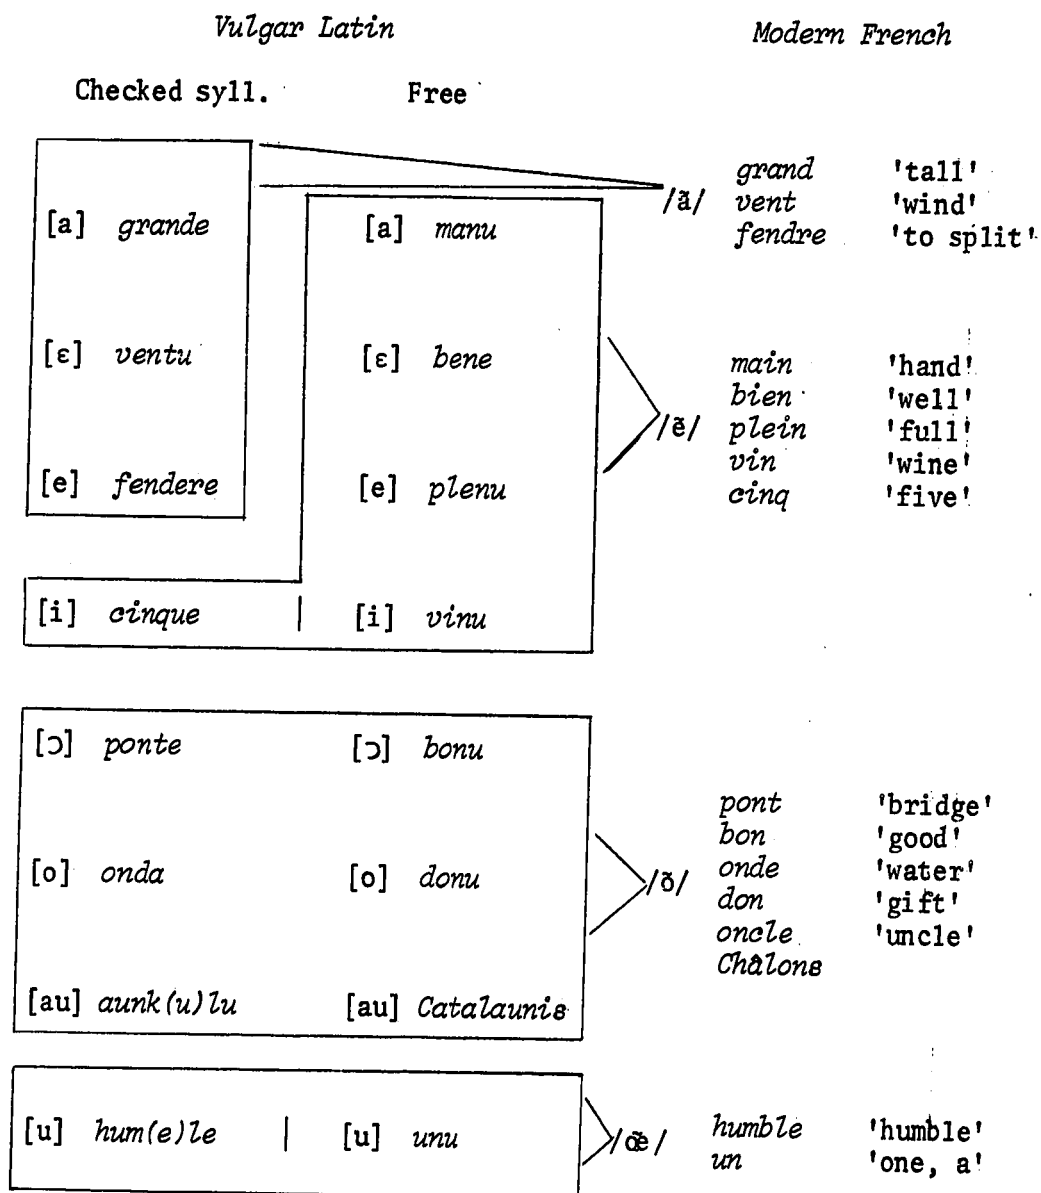 Vulgar Latin Modern French
Checked syll. Free
grand 'tall'
/ã/ vent 'wind'
fendre 'to split'
[a] grande [a] manu
[ɛ] ventu [ɛ] bene
main 'hand'
bien 'well'
/ẽ/ plein 'full'
vin 'wine'
cinq 'five'
[e] fendere [e] plenu
[i] cinque | [i] vinu
[ɔ] ponte [ɔ] bonu
pont 'bridge'
bon 'good'
[o] onda [o] donu /õ/ onde 'water'
don 'gift'
oncle 'uncle'
Châlons
[au] aunk(u)lu [au] Catalaunis
[u] hum(e)le | [u] unu /œ̃/ humble 'humble'
un 'one, a'